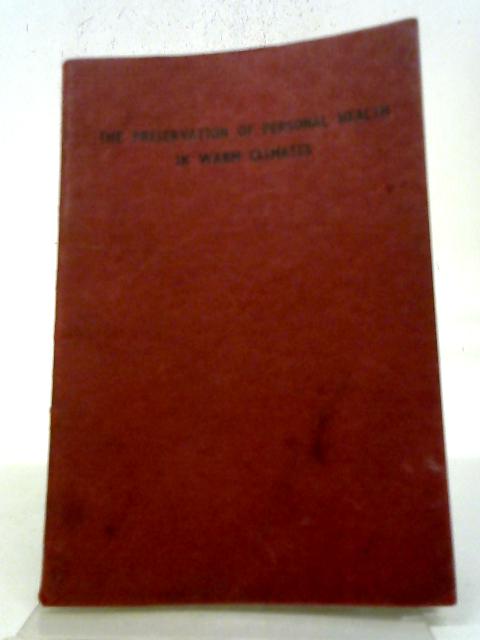 THE PRESERVATION OF PERSONAL HEALTH
IN WARM CLIMATES